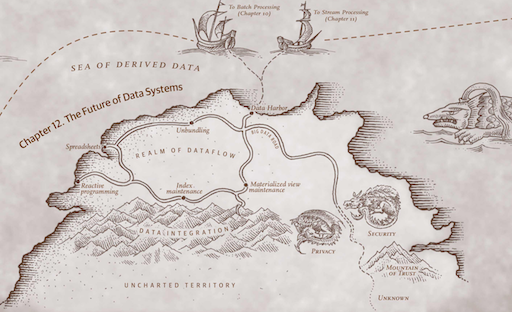 To Batch Processing
(Chapter 10)
To Stream Processing
(Chapter 11)
SEA OF DERIVED DATA
Chapter 12. The Future of Data Systems
Data Harbor
Unbundling
BIG DATA ROAD
Spreadsheets
REALM OF DATAFLOW
Reactive
programming
Index
maintenance
Materialized view
maintenance
DATA INTEGRATION
PRIVACY
SECURITY
MOUNTAIN
OF TRUST
UNCHARTED TERRITORY
UNKNOWN